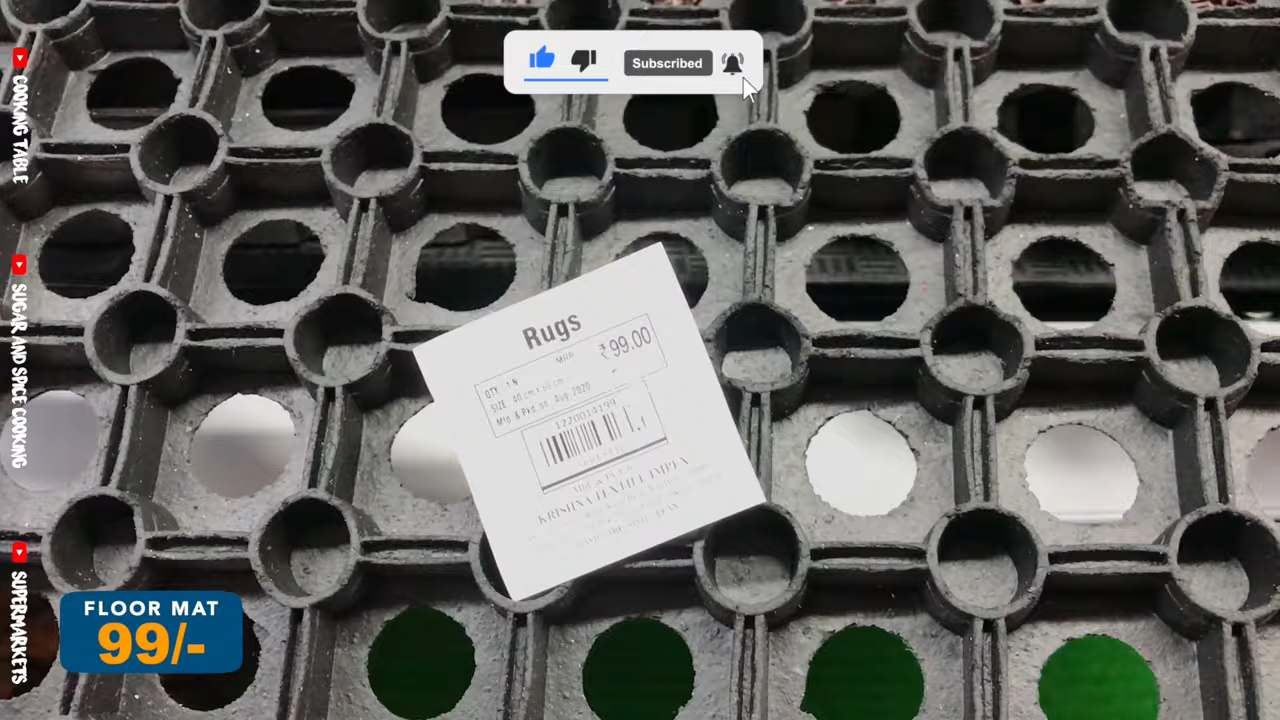 Subscribed
COOKING TABLE
SUGAR AND SPICE COOKING
SUPERMARKETS
Rugs
MRP ₹99.00
QTY 1 N
SIZE 40 cm x 60 cm
Mfd & Pkd on Aug 2020
1220014199
KRISHNA TEXTILE IMPEX
FLOOR MAT
99/-